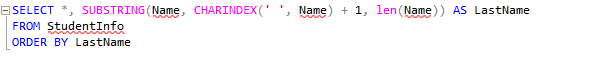 SELECT *, SUBSTRING(Name, CHARINDEX(' ', Name) + 1, len(Name)) AS LastName
FROM StudentInfo
ORDER BY LastName